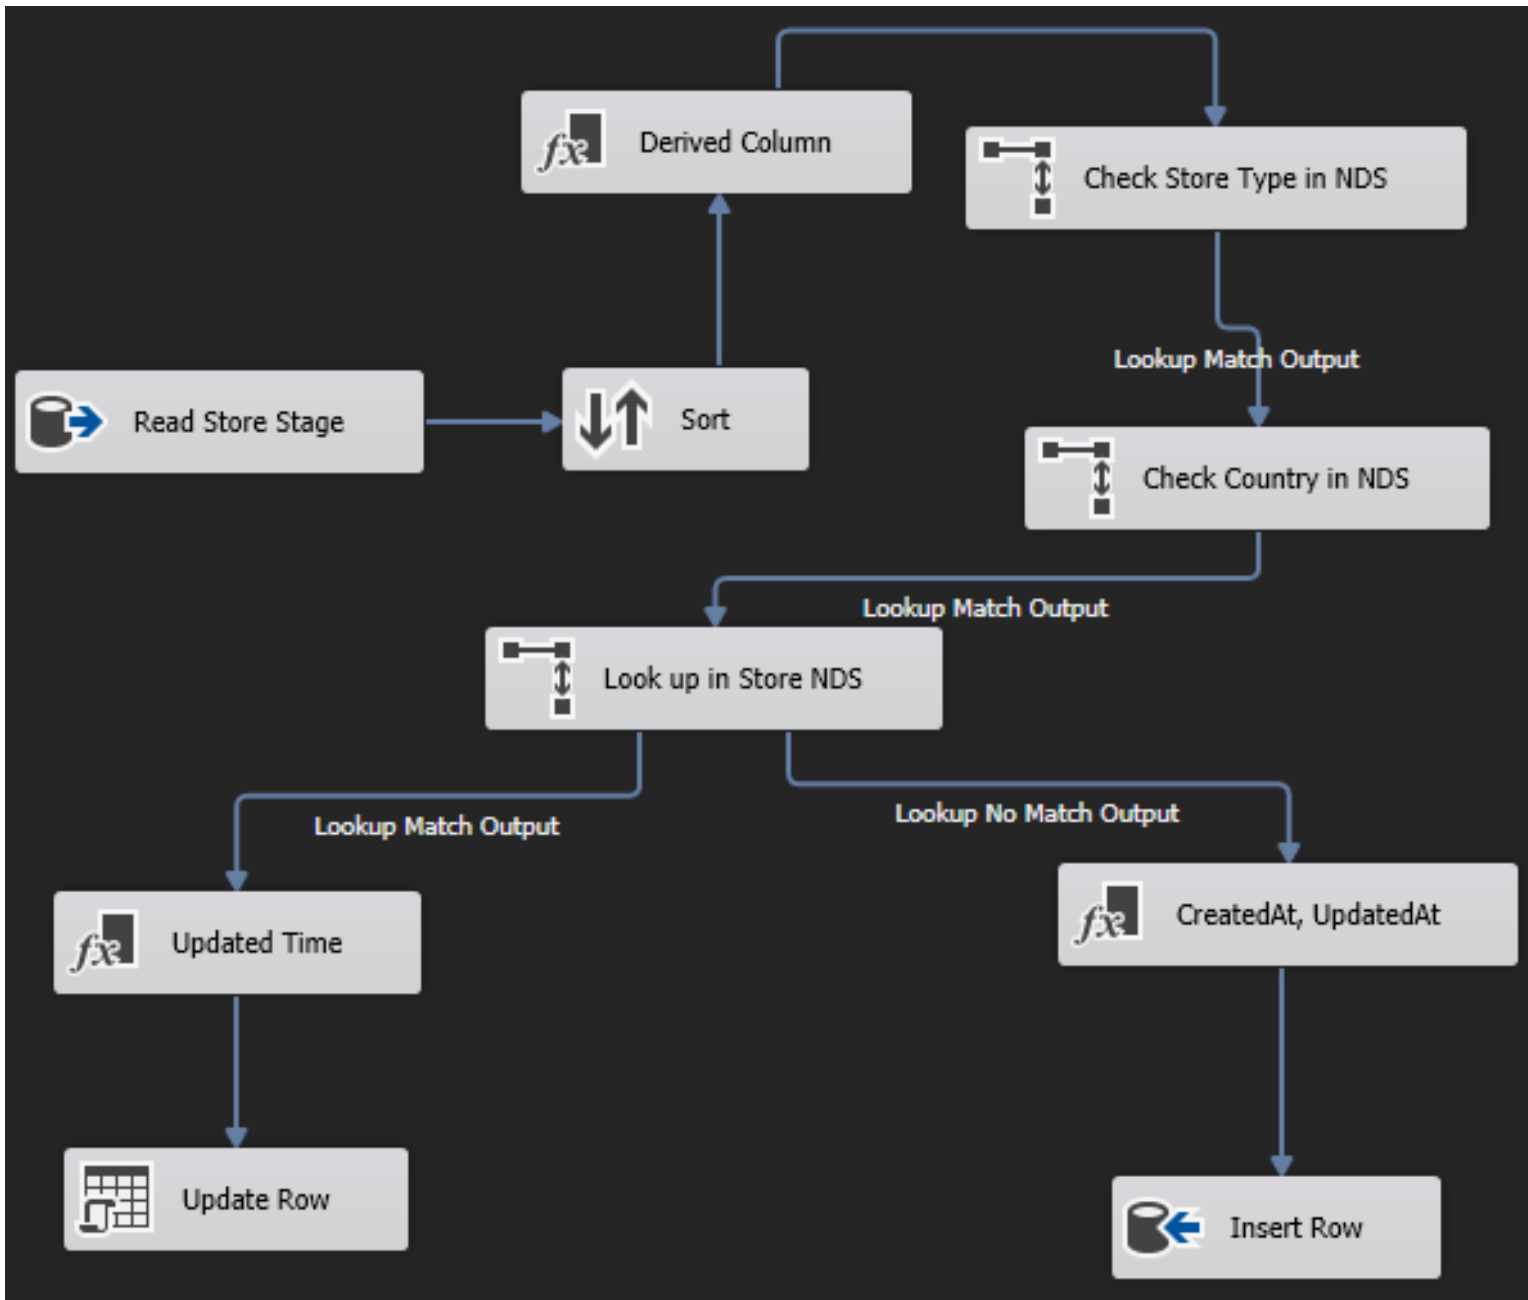 Derived Column
Check Store Type in NDS
Lookup Match Output
Read Store Stage
Sort
Check Country in NDS
Lookup Match Output
Look up in Store NDS
Lookup Match Output
Lookup No Match Output
Updated Time
CreatedAt, UpdatedAt
Update Row
Insert Row